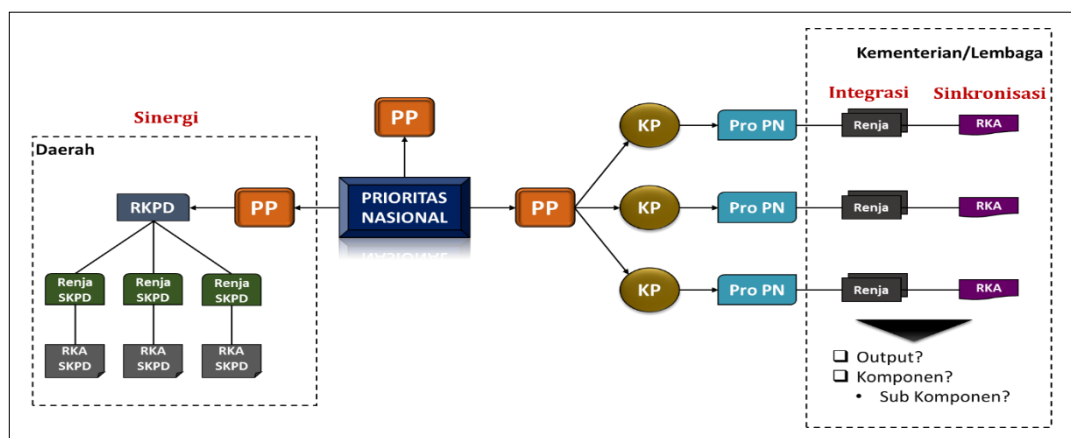 Kementerian/Lembaga
Integrasi
Sinkronisasi
Sinergi
Daerah
PP
PRIORITAS
NASIONAL
PP
RKPD
PP
KP
Pro PN
Renja
RKA
KP
Pro PN
Renja
RKA
KP
Pro PN
Renja
RKA
Renja
SKPD
Renja
SKPD
Renja
SKPD
RKA
SKPD
RKA
SKPD
RKA
SKPD
❑ Output?
❑ Komponen?
• Sub Komponen?